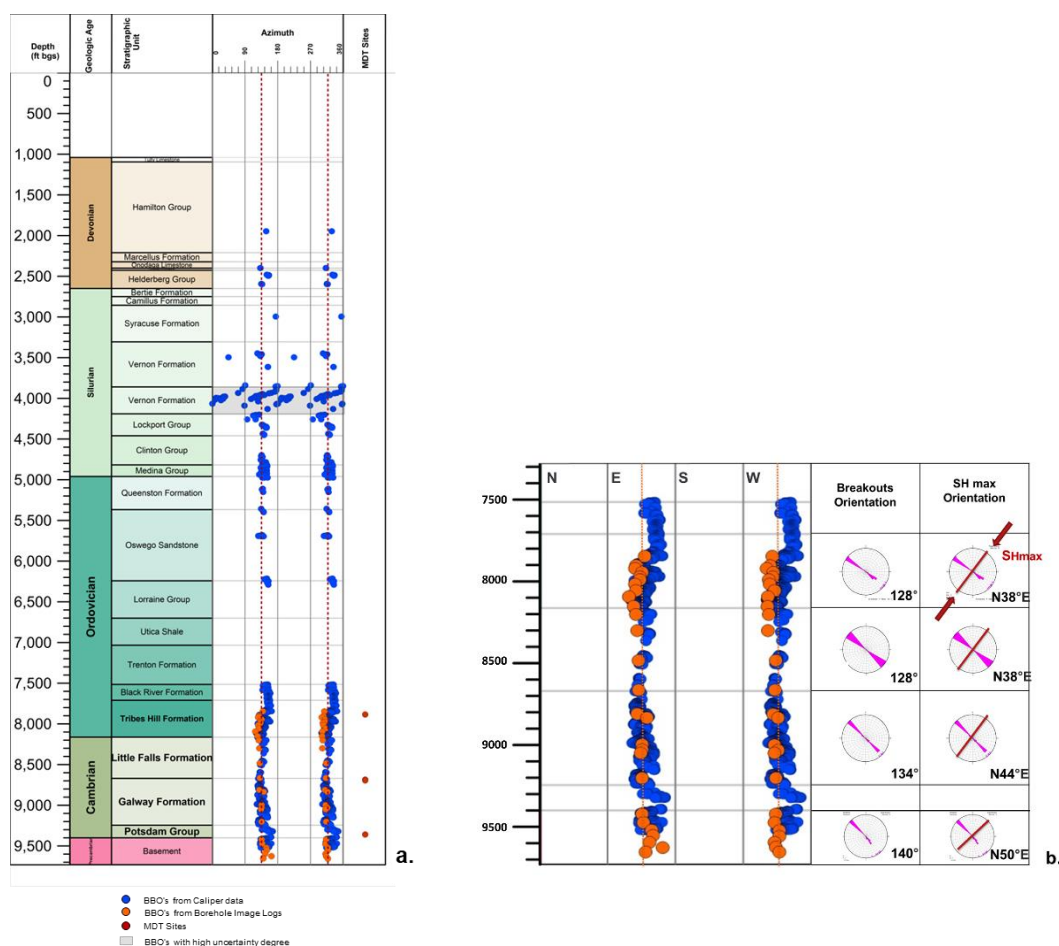 Depth
(ft bgs)
Geologic Age
Stratigraphic
Unit
Azimuth
0
90
180
270
360
MDT Sites
0
500
1,000
1,500
2,000
2,500
3,000
3,500
4,000
4,500
5,000
5,500
6,000
6,500
7,000
7,500
8,000
8,500
9,000
9,500
Devonian
Silurian
Ordovician
Cambrian
Tully Limestone
Hamilton Group
Marcellus Formation
Onodaga Limestone
Helderberg Group
Bertie Formation
Camillus Formation
Syracuse Formation
Vernon Formation
Vernon Formation
Lockport Group
Clinton Group
Medina Group
Queenston Formation
Oswego Sandstone
Lorraine Group
Utica Shale
Trenton Formation
Black River Formation
Tribes Hill Formation
Little Falls Formation
Galway Formation
Potsdam Group
Basement
a.
BBO's from Caliper data
BBO's from Borehole Image Logs
MDT Sites
BBO's with high uncertainty degree
N
E
S
W
Breakouts
Orientation
SH max
Orientation
7500
8000
8500
9000
9500
128°
SHmax
N38°E
128°
N38°E
134°
N44°E
140°
N50°E
b.